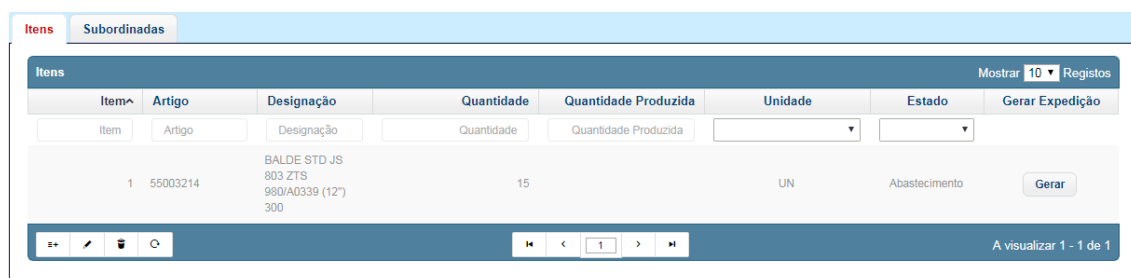 Itens Subordinadas
Itens Mostrar 10 Registos
Item Artigo Designação Quantidade Quantidade Produzida Unidade Estado Gerar Expedição
Item Artigo Designação Quantidade Quantidade Produzida
BALDE STD JS
803 ZTS
1 55003214 980/A0339 (12") 15 UN Abastecimento Gerar
300
1 A visualizar 1 - 1 de 1